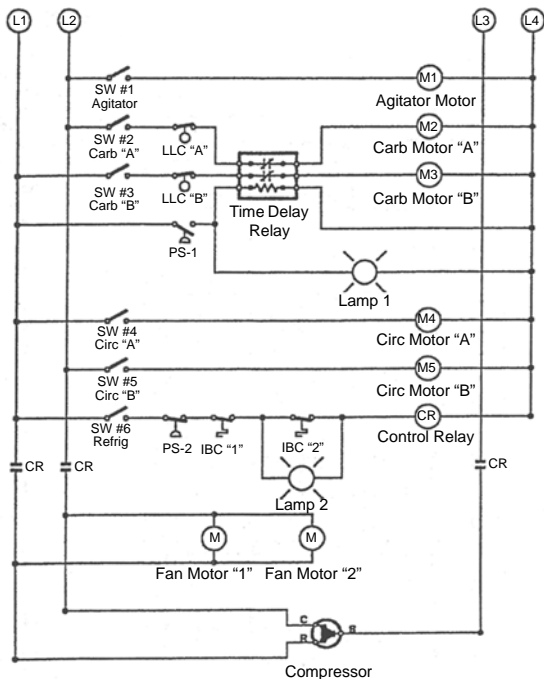 L1
L2
L3
L4
M1
SW #1
Agitator
Agitator Motor
M2
SW #2
Carb "A"
LLC "A"
Carb Motor "A"
M3
SW #3
Carb "B"
LLC "B"
Carb Motor "B"
Time Delay
Relay
PS-1
Lamp 1
M4
SW #4
Circ "A"
Circ Motor "A"
M5
SW #5
Circ "B"
Circ Motor "B"
CR
SW #6
Refrig
PS-2
IBC "1"
IBC "2"
Control Relay
CR
CR
CR
Lamp 2
M
M
Fan Motor "1"
Fan Motor "2"
C
R
Compressor